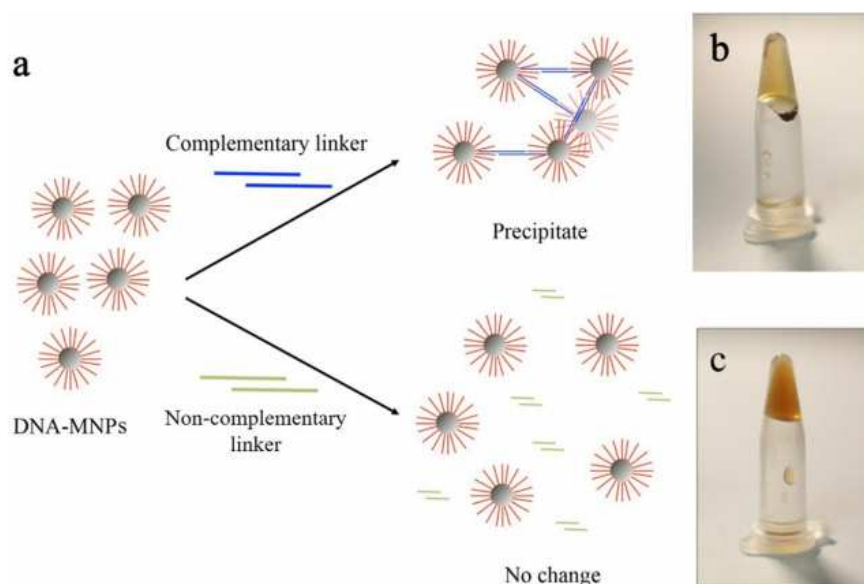 a
Complementary linker
Precipitate
DNA-MNPs
Non-complementary
linker
No change
b
c